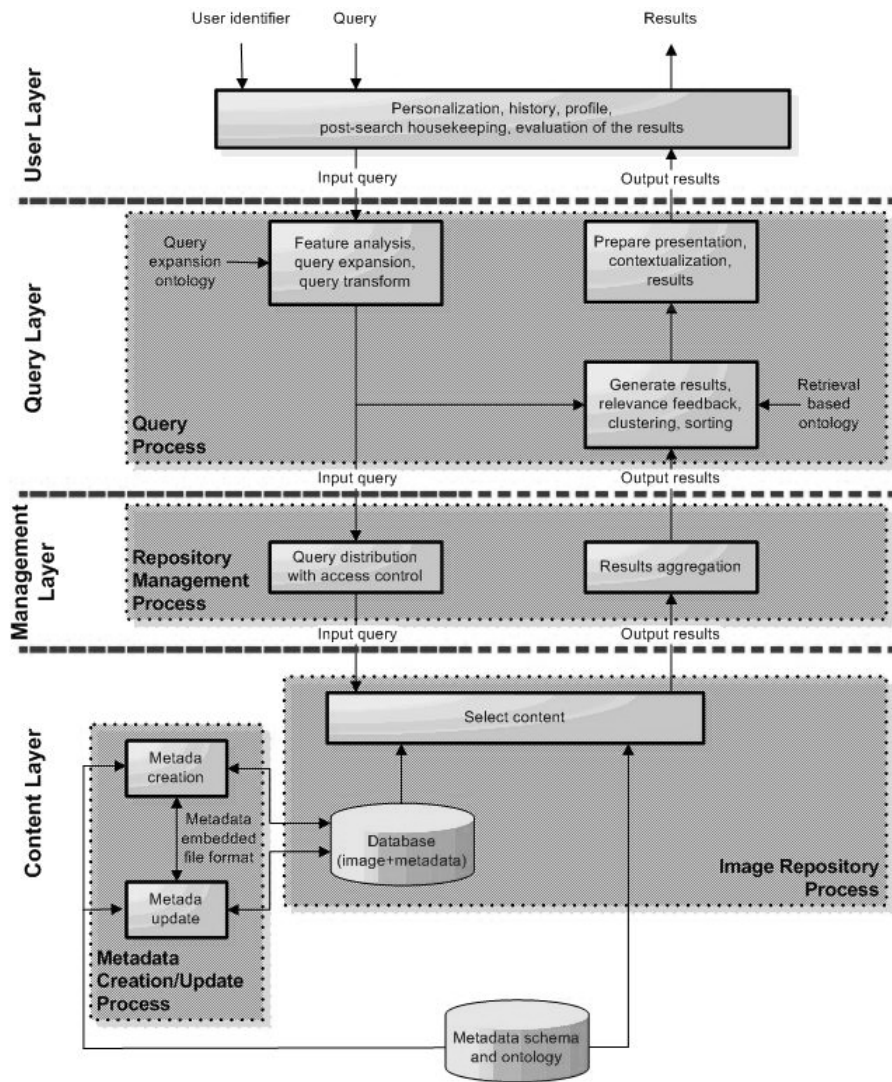 User identifier
Query
Results
User Layer
Personalization, history, profile,
post-search housekeeping, evaluation of the results
Input query
Output results
Query Layer
Query
expansion
ontology
Feature analysis,
query expansion,
query transform
Prepare presentation,
contextualization,
results
Generate results,
relevance feedback,
clustering, sorting
Retrieval
based
ontology
Query
Process
Input query
Output results
Management
Layer
Repository
Management
Process
Query distribution
with access control
Results aggregation
Input query
Output results
Content Layer
Select content
Metada
creation
Metadata
embedded
file format
Metada
update
Database
(image+metadata)
Image Repository
Process
Metadata
Creation/Update
Process
Metadata schema
and ontology